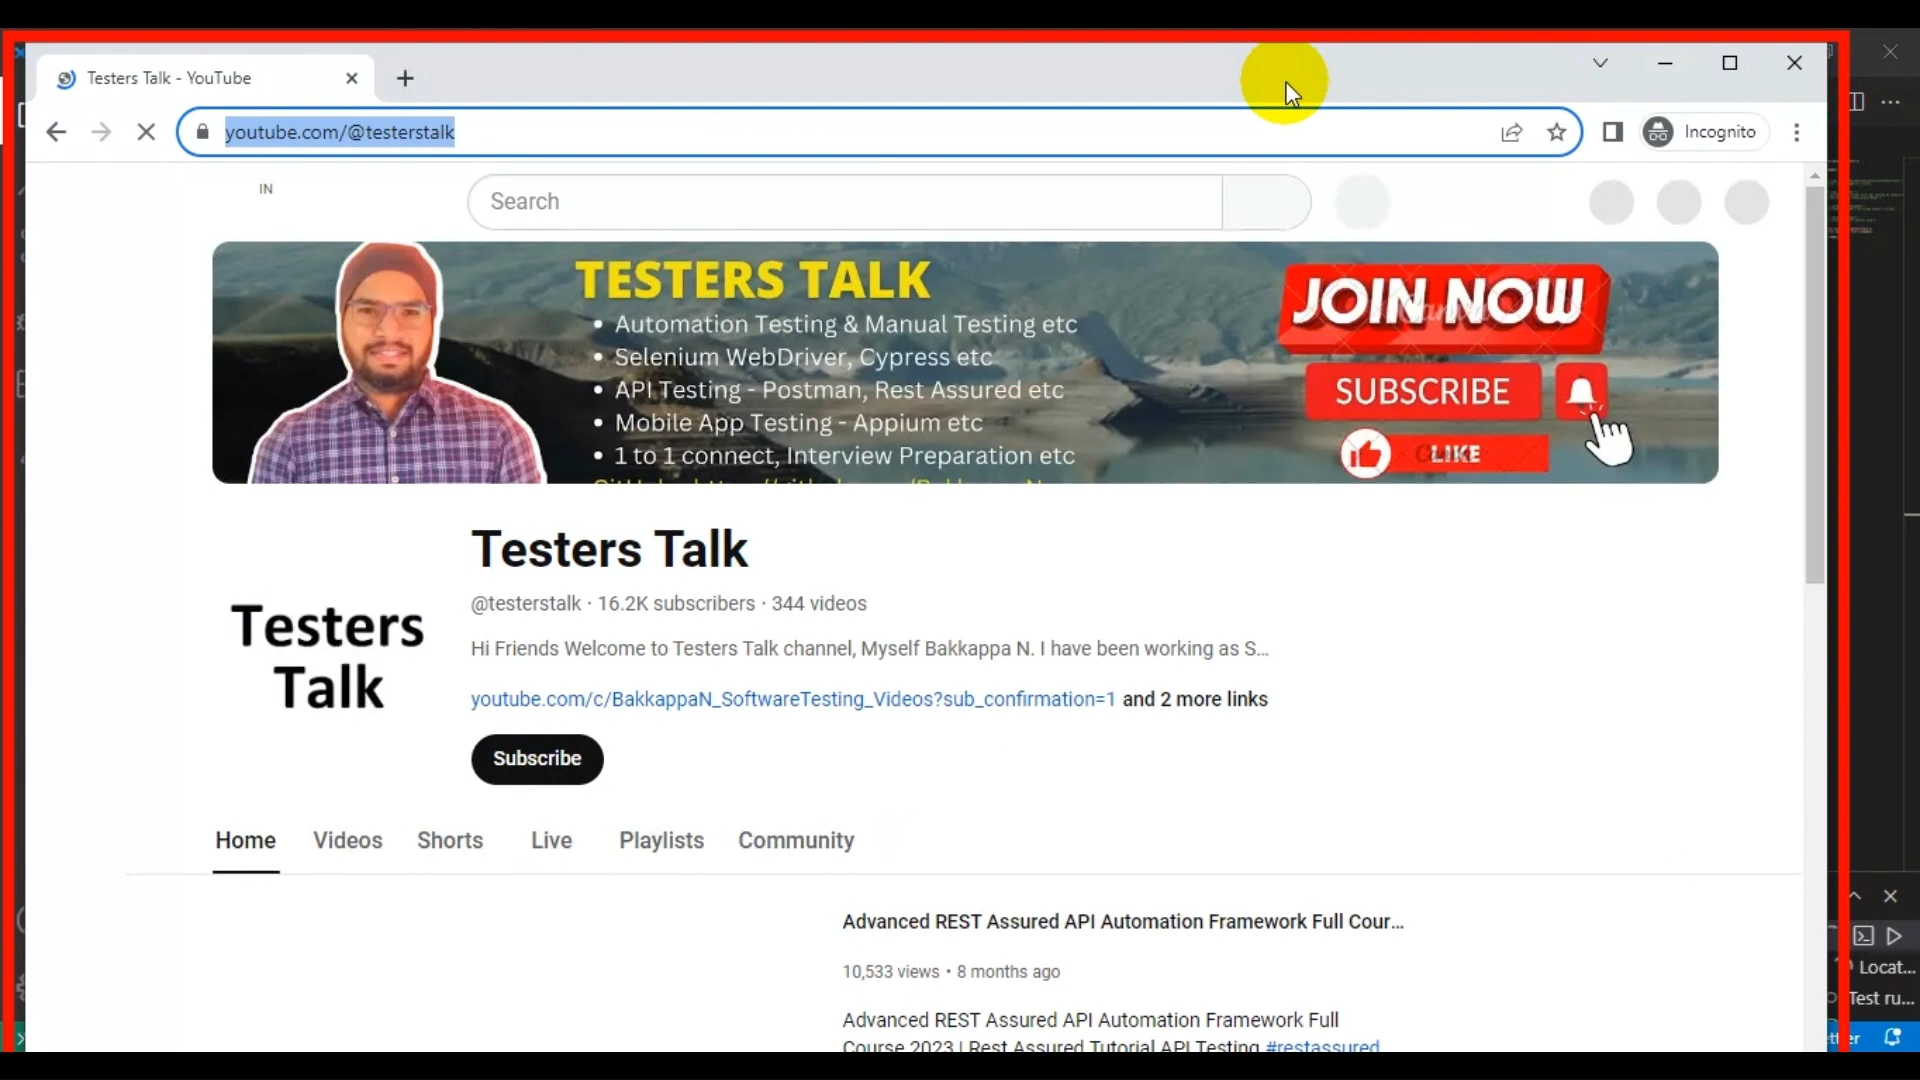 Testers Talk - YouTube
youtube.com/@testerstalk
Incognito
IN
Search
TESTERS TALK
• Automation Testing & Manual Testing etc
• Selenium WebDriver, Cypress etc
• API Testing - Postman, Rest Assured etc
• Mobile App Testing - Appium etc
• 1 to 1 connect, Interview Preparation etc
JOIN NOW
SUBSCRIBE
LIKE
Testers Talk
@testerstalk · 16.2K subscribers · 344 videos
Hi Friends Welcome to Testers Talk channel, Myself Bakkappa N. I have been working as S...
youtube.com/c/BakkappaN_SoftwareTesting_Videos?sub_confirmation=1 and 2 more links
Subscribe
Testers
Talk
Home Videos Shorts Live Playlists Community
Advanced REST Assured API Automation Framework Full Cour...
10,533 views • 8 months ago
Advanced REST Assured API Automation Framework Full
Course 2023 | Rest Assured Tutorial API Testing #restassured
Locat...
Test ru...